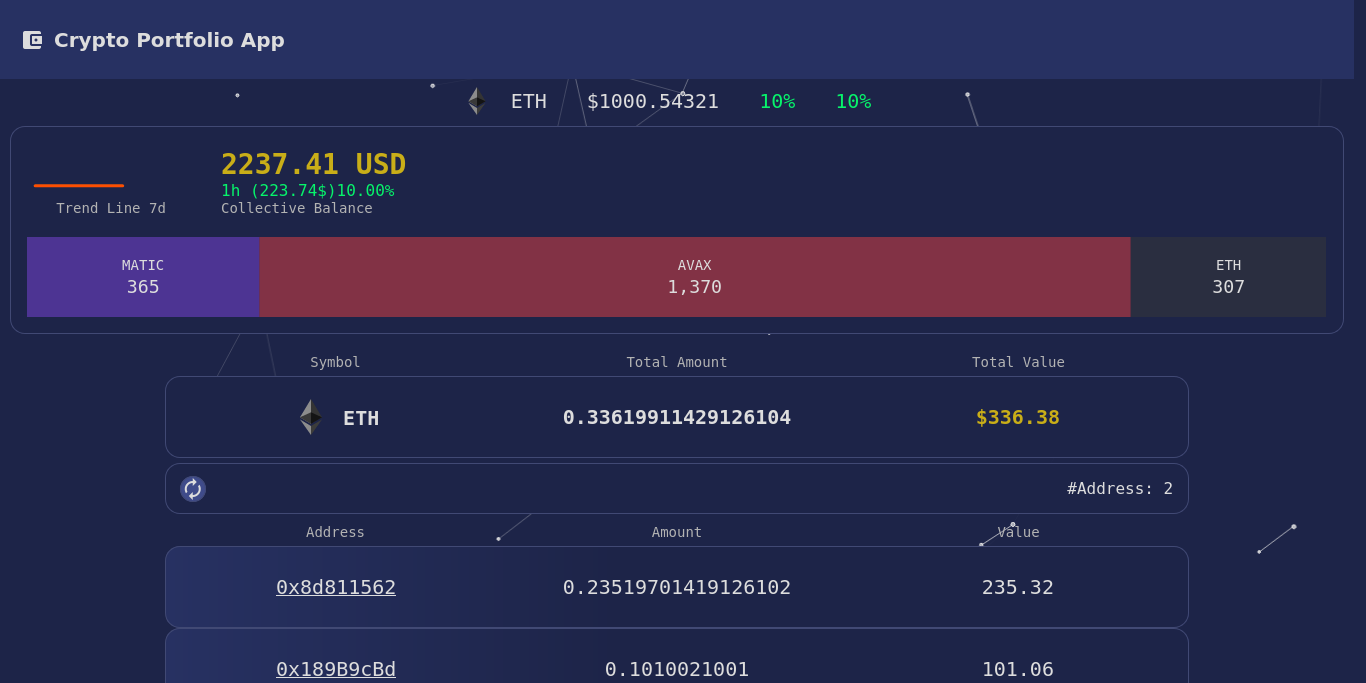 Crypto Portfolio App
ETH $1000.54321 10% 10%
2237.41 USD
1h (223.74$)10.00%
Trend Line 7d Collective Balance
MATIC AVAX ETH
365 1,370 307
Symbol Total Amount Total Value
ETH 0.33619911429126104 $336.38
#Address: 2
Address Amount Value
0x8d811562 0.23519701419126102 235.32
0x189B9cBd 0.1010021001 101.06